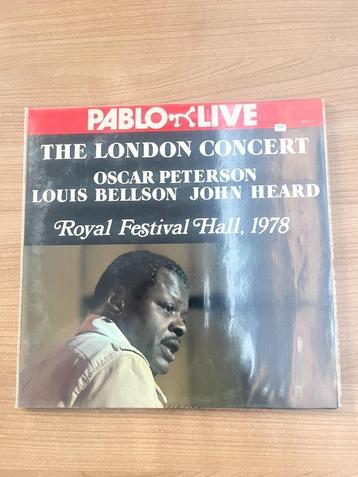 PABLO LIVE
THE LONDON CONCERT
OSCAR PETERSON
LOUIS BELLSON JOHN HEARD
Royal Festival Hall, 1978